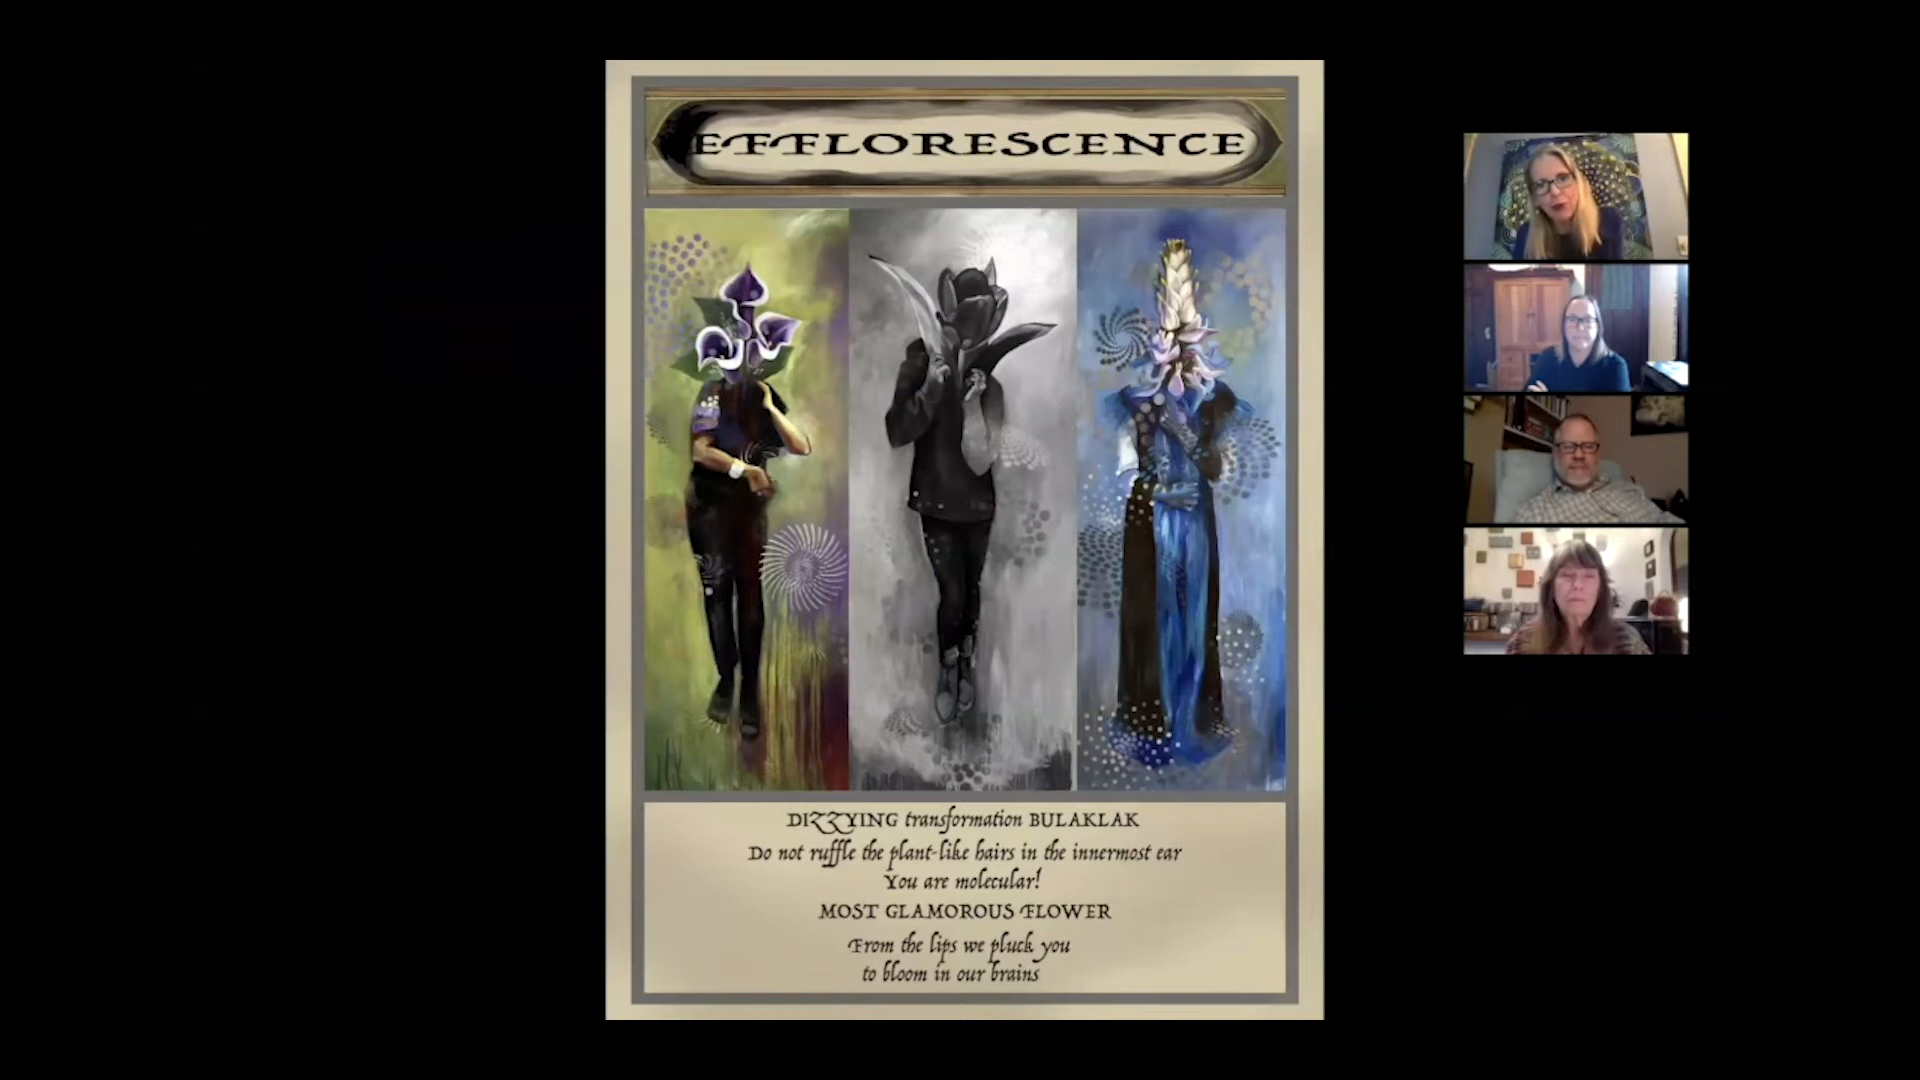 EFFLORESCENCE
DIZZYING transformation BULAKLAK
Do not ruffle the plant-like hairs in the innermost ear
You are molecular!
MOST GLAMOROUS FLOWER
From the lips we pluck you
to bloom in our brains